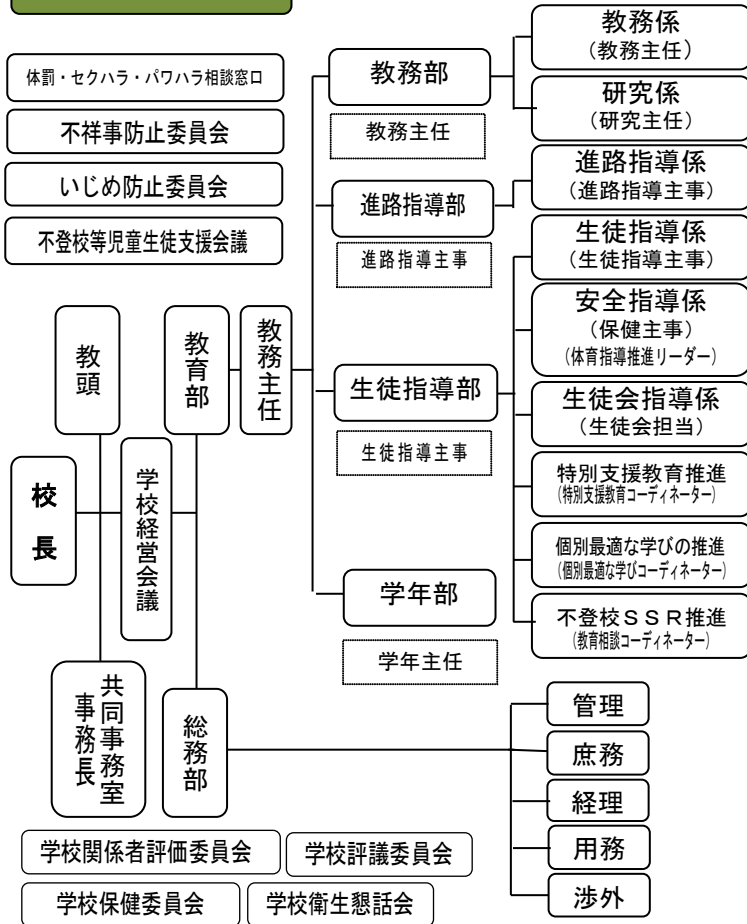 体罰・セクハラ・パワハラ相談窓口
不祥事防止委員会
いじめ防止委員会
不登校等児童生徒支援会議
校長
教頭
学校経営会議
共同事務室
事務長
教育部
総務部
教務主任
教務部
教務主任
進路指導部
進路指導主事
生徒指導部
生徒指導主事
学年部
学年主任
教務係
(教務主任)
研究係
(研究主任)
進路指導係
(進路指導主事)
生徒指導係
(生徒指導主事)
安全指導係
(保健主事)
(体育指導推進リーダー)
生徒会指導係
(生徒会担当)
特別支援教育推進
(特別支援教育コーディネーター)
個別最適な学びの推進
(個別最適な学びコーディネーター)
不登校SSR推進
(教育相談コーディネーター)
管理
庶務
経理
用務
渉外
学校関係者評価委員会
学校評議委員会
学校保健委員会
学校衛生懇話会